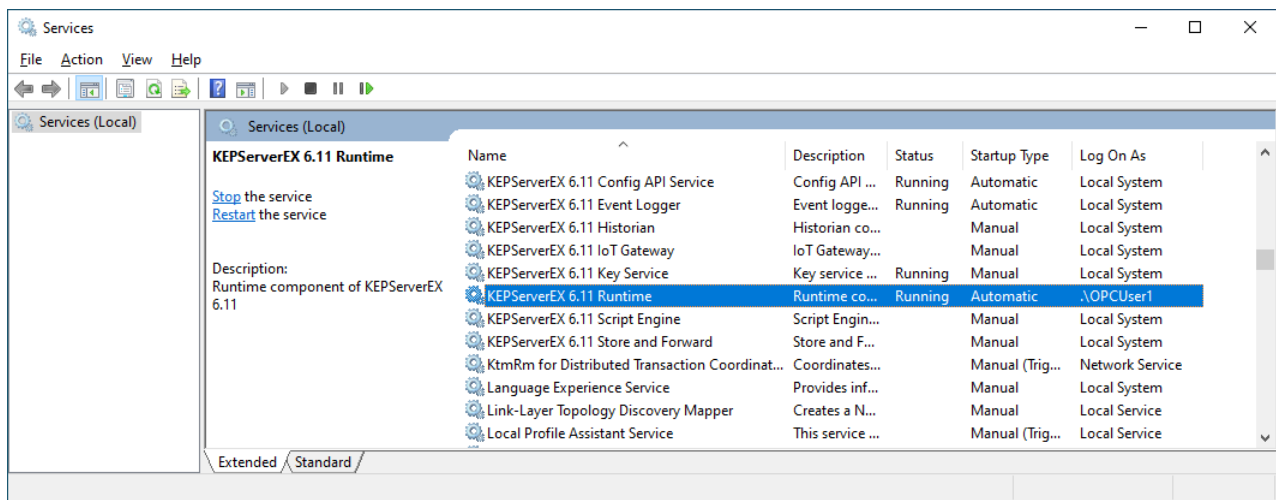 Services
File Action View Help
Services (Local)
Services (Local)
KEPServerEX 6.11 Runtime
Stop the service
Restart the service
Description:
Runtime component of KEPServerEX
6.11
Name Description Status Startup Type Log On As
KEPServerEX 6.11 Config API Service Config API ... Running Automatic Local System
KEPServerEX 6.11 Event Logger Event logge... Running Automatic Local System
KEPServerEX 6.11 Historian Historian co... Manual Local System
KEPServerEX 6.11 IoT Gateway IoT Gateway... Manual Local System
KEPServerEX 6.11 Key Service Key service ... Running Manual Local System
KEPServerEX 6.11 Runtime Runtime co... Running Automatic .\OPCUser1
KEPServerEX 6.11 Script Engine Script Engin... Manual Local System
KEPServerEX 6.11 Store and Forward Store and F... Manual Local System
KtmRm for Distributed Transaction Coordinat... Coordinates... Manual (Trig... Network Service
Language Experience Service Provides inf... Manual Local System
Link-Layer Topology Discovery Mapper Creates a N... Manual Local Service
Local Profile Assistant Service This service ... Manual (Trig... Local Service
Extended Standard